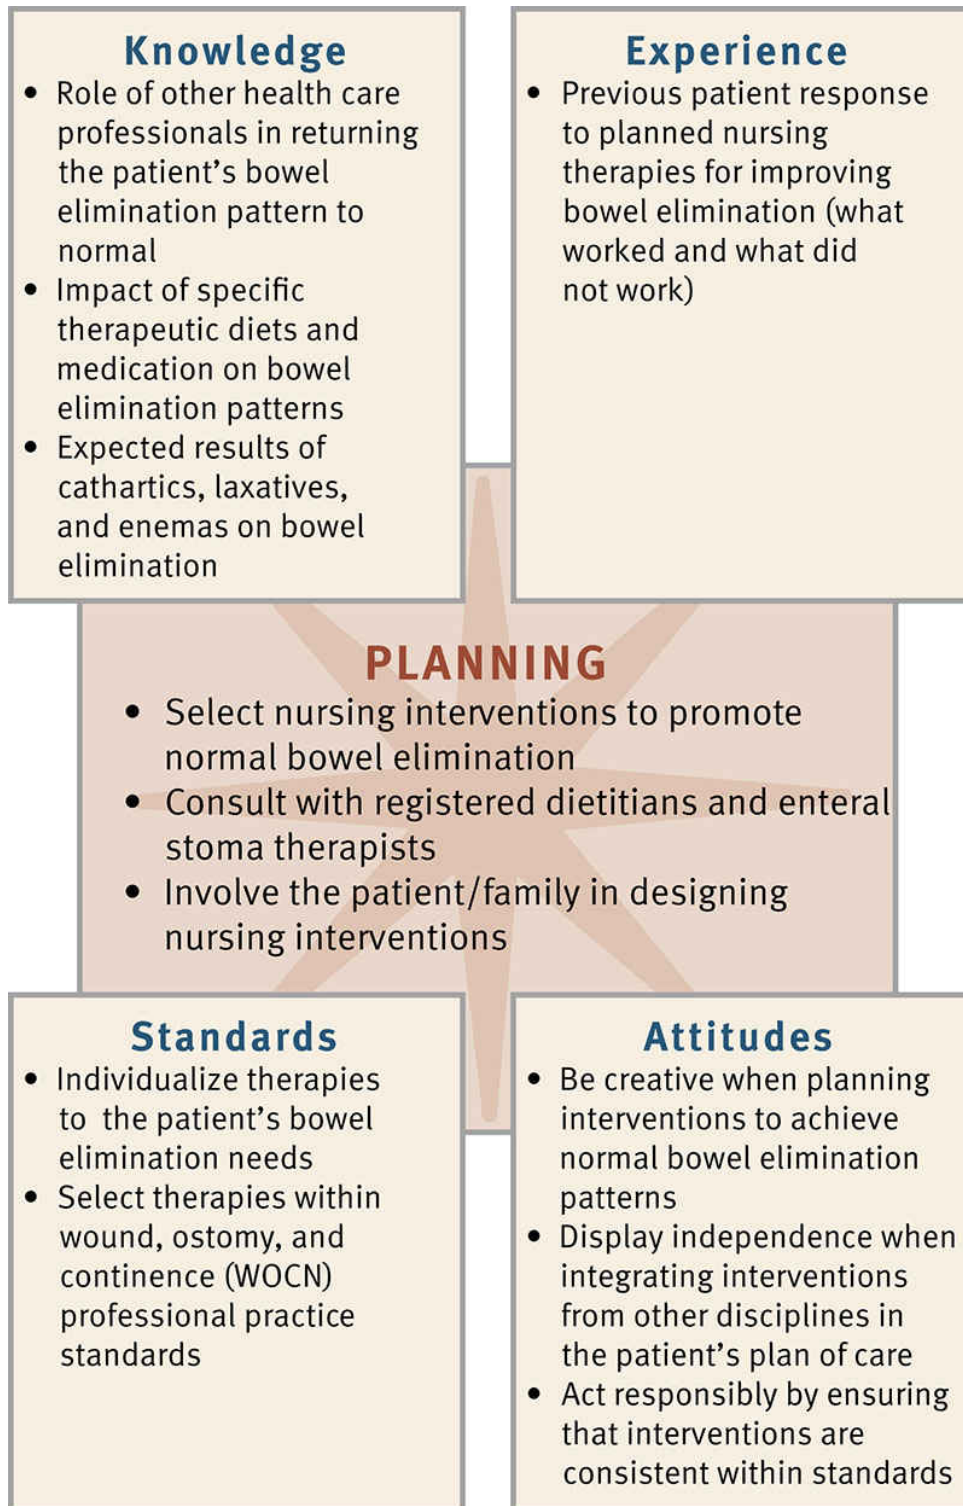 Knowledge
• Role of other health care
professionals in returning
the patient's bowel
elimination pattern to
normal
• Impact of specific
therapeutic diets and
medication on bowel
elimination patterns
• Expected results of
cathartics, laxatives,
and enemas on bowel
elimination
Experience
• Previous patient response
to planned nursing
therapies for improving
bowel elimination (what
worked and what did
not work)
PLANNING
• Select nursing interventions to promote
normal bowel elimination
• Consult with registered dietitians and enteral
stoma therapists
• Involve the patient/family in designing
nursing interventions
Standards
• Individualize therapies
to the patient's bowel
elimination needs
• Select therapies within
wound, ostomy, and
continence (WOCN)
professional practice
standards
Attitudes
• Be creative when planning
interventions to achieve
normal bowel elimination
patterns
• Display independence when
integrating interventions
from other disciplines in
the patient's plan of care
• Act responsibly by ensuring
that interventions are
consistent within standards